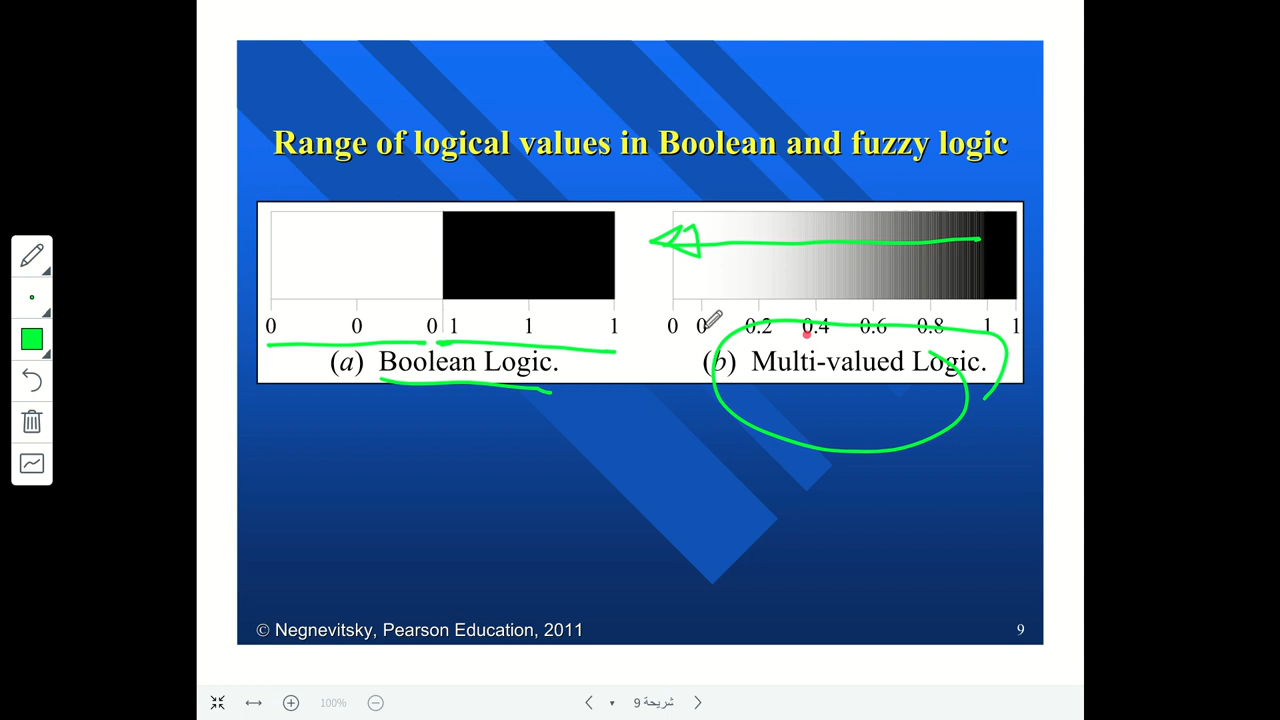 Range of logical values in Boolean and fuzzy logic
0 0 0 1 1 1
0 0 0.2 0.4 0.6 0.8 1 1
(a) Boolean Logic.
(b) Multi-valued Logic.
© Negnevitsky, Pearson Education, 2011
9
100%
شريحة 9